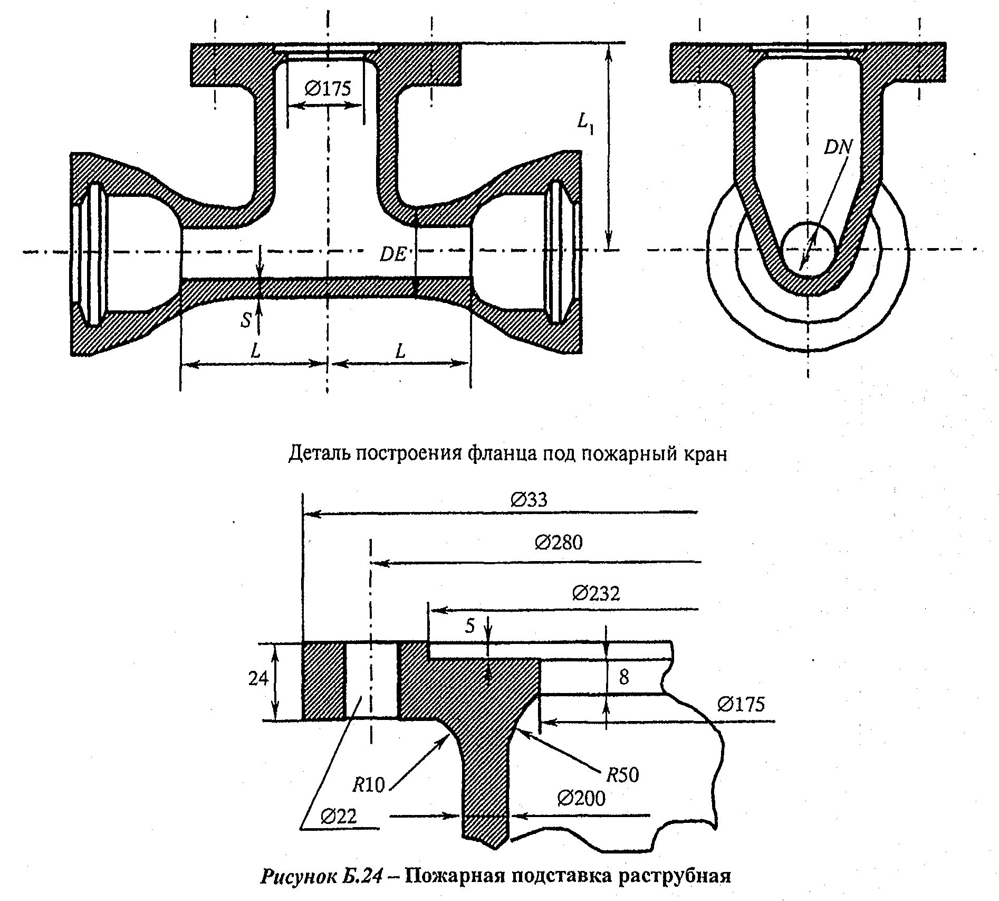 Ø175
L1
DN
DE
S
L
L
Деталь построения фланца под пожарный кран
Ø33
Ø280
Ø232
5
24
8
Ø175
R10
R50
Ø22
Ø200
Рисунок Б.24 – Пожарная подставка раструбная